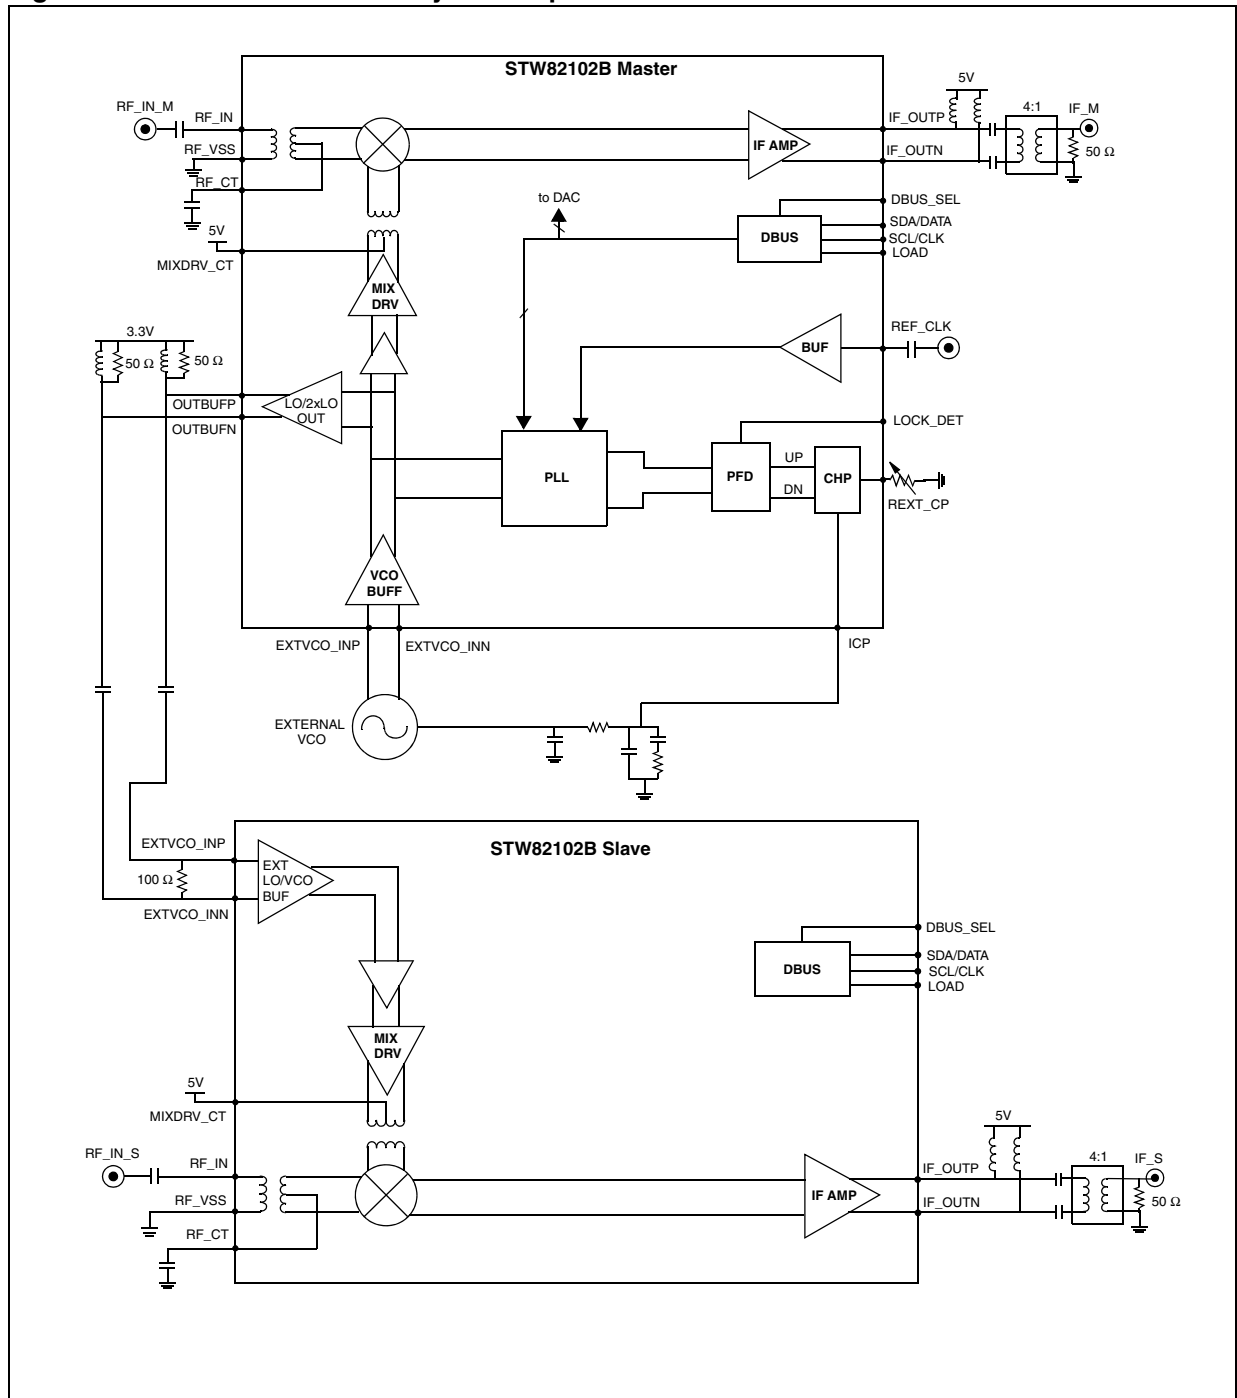 STW82102B Master
5V
RF_IN_M
RF_IN
4:1
IF_M
IF_OUTP
RF_VSS
IF AMP
IF_OUTN
50 Ω
RF_CT
to DAC
DBUS_SEL
5V
DBUS
SDA/DATA
SCL/CLK
LOAD
MIXDRV_CT
MIX
DRV
3.3V
REF_CLK
BUF
50 Ω
50 Ω
OUTBUFP
LO/2xLO
OUT
OUTBUFN
LOCK_DET
PLL
PFD
UP
DN
CHP
REXT_CP
VCO
BUFF
EXTVCO_INP
EXTVCO_INN
ICP
EXTERNAL
VCO
STW82102B Slave
EXTVCO_INP
EXT
LO/VCO
BUF
100 Ω
EXTVCO_INN
DBUS_SEL
DBUS
SDA/DATA
SCL/CLK
LOAD
MIX
DRV
5V
MIXDRV_CT
5V
RF_IN_S
RF_IN
4:1
IF_S
IF_OUTP
RF_VSS
IF AMP
IF_OUTN
50 Ω
RF_CT